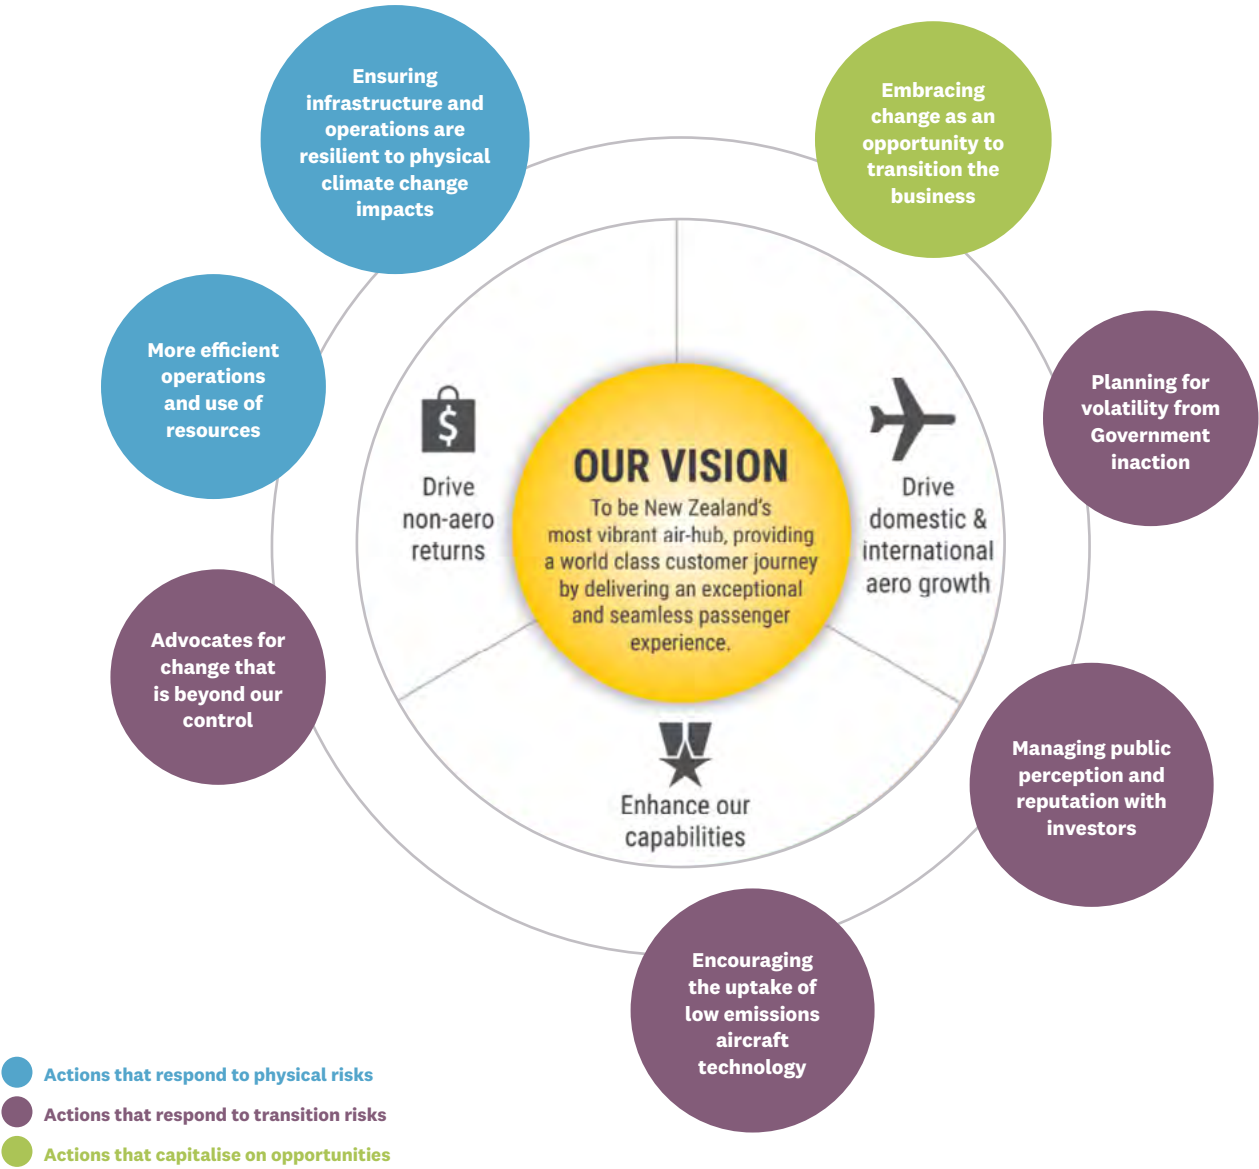 Ensuring
infrastructure and
operations are
resilient to physical
climate change
impacts
Embracing
change as an
opportunity to
transition the
business
More efficient
operations
and use of
resources
Planning for
volatility from
Government
inaction
$
Drive
non-aero
returns
OUR VISION
To be New Zealand's
most vibrant air-hub, providing
a world class customer journey
by delivering an exceptional
and seamless passenger
experience.
Drive
domestic &
international
aero growth
Advocates for
change that
is beyond our
control
Enhance our
capabilities
Managing public
perception and
reputation with
investors
Encouraging
the uptake of
low emissions
aircraft
technology
Actions that respond to physical risks
Actions that respond to transition risks
Actions that capitalise on opportunities